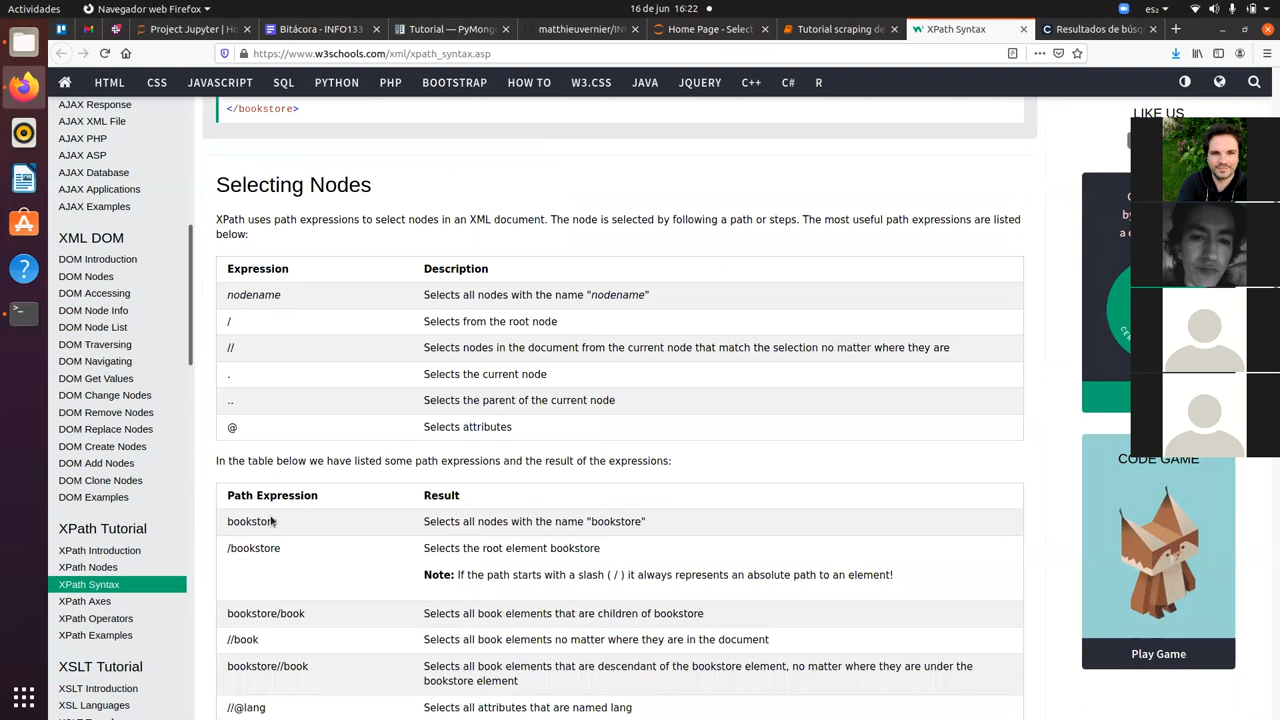 Actividades
Navegador web Firefox
16 de jun 16:22
es₂
Project Jupyter | Ho
Bitácora - INFO133
Tutorial — PyMong
matthieuvernier/INF
Home Page - Select
Tutorial scraping de
XPath Syntax
Resultados de búsq
https://www.w3schools.com/xml/xpath_syntax.asp
HTML CSS JAVASCRIPT SQL PYTHON PHP BOOTSTRAP HOW TO W3.CSS JAVA JQUERY C++ C# R
AJAX Response
AJAX XML File
AJAX PHP
AJAX ASP
AJAX Database
AJAX Applications
AJAX Examples
XML DOM
DOM Introduction
DOM Nodes
DOM Accessing
DOM Node Info
DOM Node List
DOM Traversing
DOM Navigating
DOM Get Values
DOM Change Nodes
DOM Remove Nodes
DOM Replace Nodes
DOM Create Nodes
DOM Add Nodes
DOM Clone Nodes
DOM Examples
XPath Tutorial
XPath Introduction
XPath Nodes
XPath Syntax
XPath Axes
XPath Operators
XPath Examples
XSLT Tutorial
XSLT Introduction
XSL Languages
</bookstore>
Selecting Nodes
XPath uses path expressions to select nodes in an XML document. The node is selected by following a path or steps. The most useful path expressions are listed
below:
Expression Description
nodename Selects all nodes with the name "nodename"
/ Selects from the root node
// Selects nodes in the document from the current node that match the selection no matter where they are
. Selects the current node
.. Selects the parent of the current node
@ Selects attributes
In the table below we have listed some path expressions and the result of the expressions:
Path Expression Result
bookstore Selects all nodes with the name "bookstore"
/bookstore Selects the root element bookstore
Note: If the path starts with a slash ( / ) it always represents an absolute path to an element!
bookstore/book Selects all book elements that are children of bookstore
//book Selects all book elements no matter where they are in the document
bookstore//book Selects all book elements that are descendant of the bookstore element, no matter where they are under the
bookstore element
//@lang Selects all attributes that are named lang
LIKE US
CODE GAME
Play Game